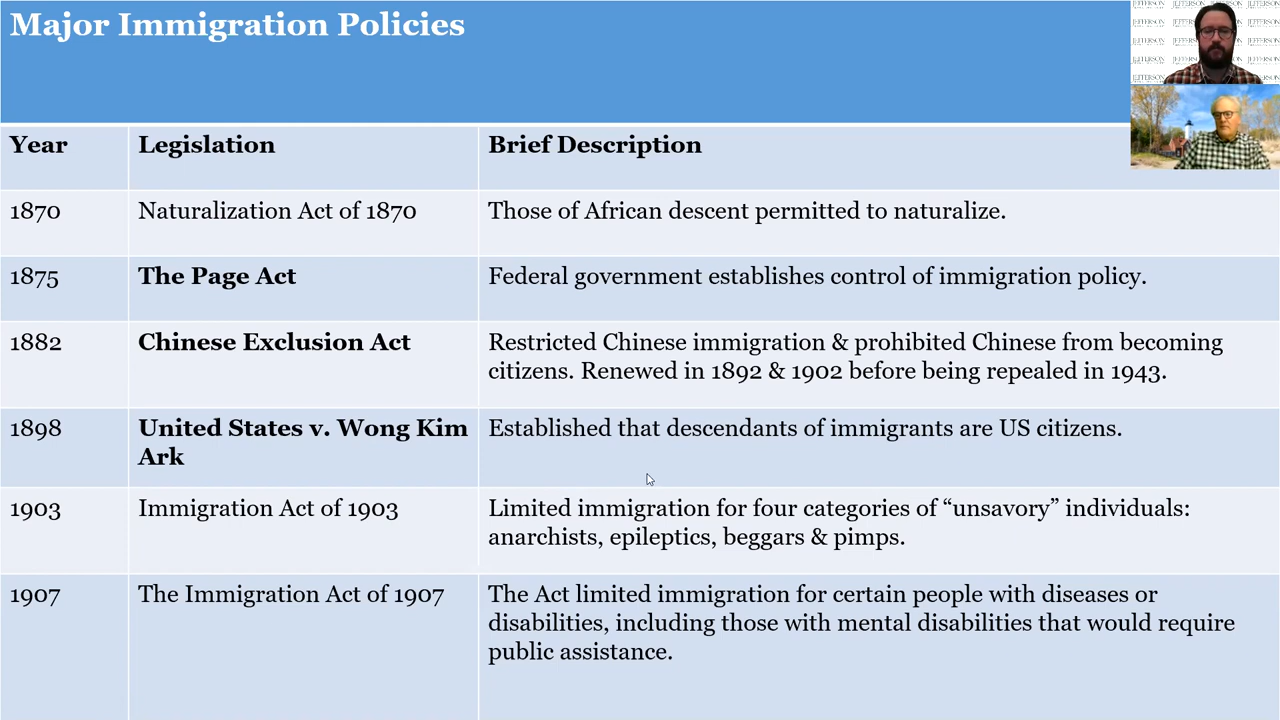 Major Immigration Policies
Year
Legislation
Brief Description
1870
Naturalization Act of 1870
Those of African descent permitted to naturalize.
1875
The Page Act
Federal government establishes control of immigration policy.
1882
Chinese Exclusion Act
Restricted Chinese immigration & prohibited Chinese from becoming
citizens. Renewed in 1892 & 1902 before being repealed in 1943.
1898
United States v. Wong Kim
Ark
Established that descendants of immigrants are US citizens.
1903
Immigration Act of 1903
Limited immigration for four categories of “unsavory” individuals:
anarchists, epileptics, beggars & pimps.
1907
The Immigration Act of 1907
The Act limited immigration for certain people with diseases or
disabilities, including those with mental disabilities that would require
public assistance.